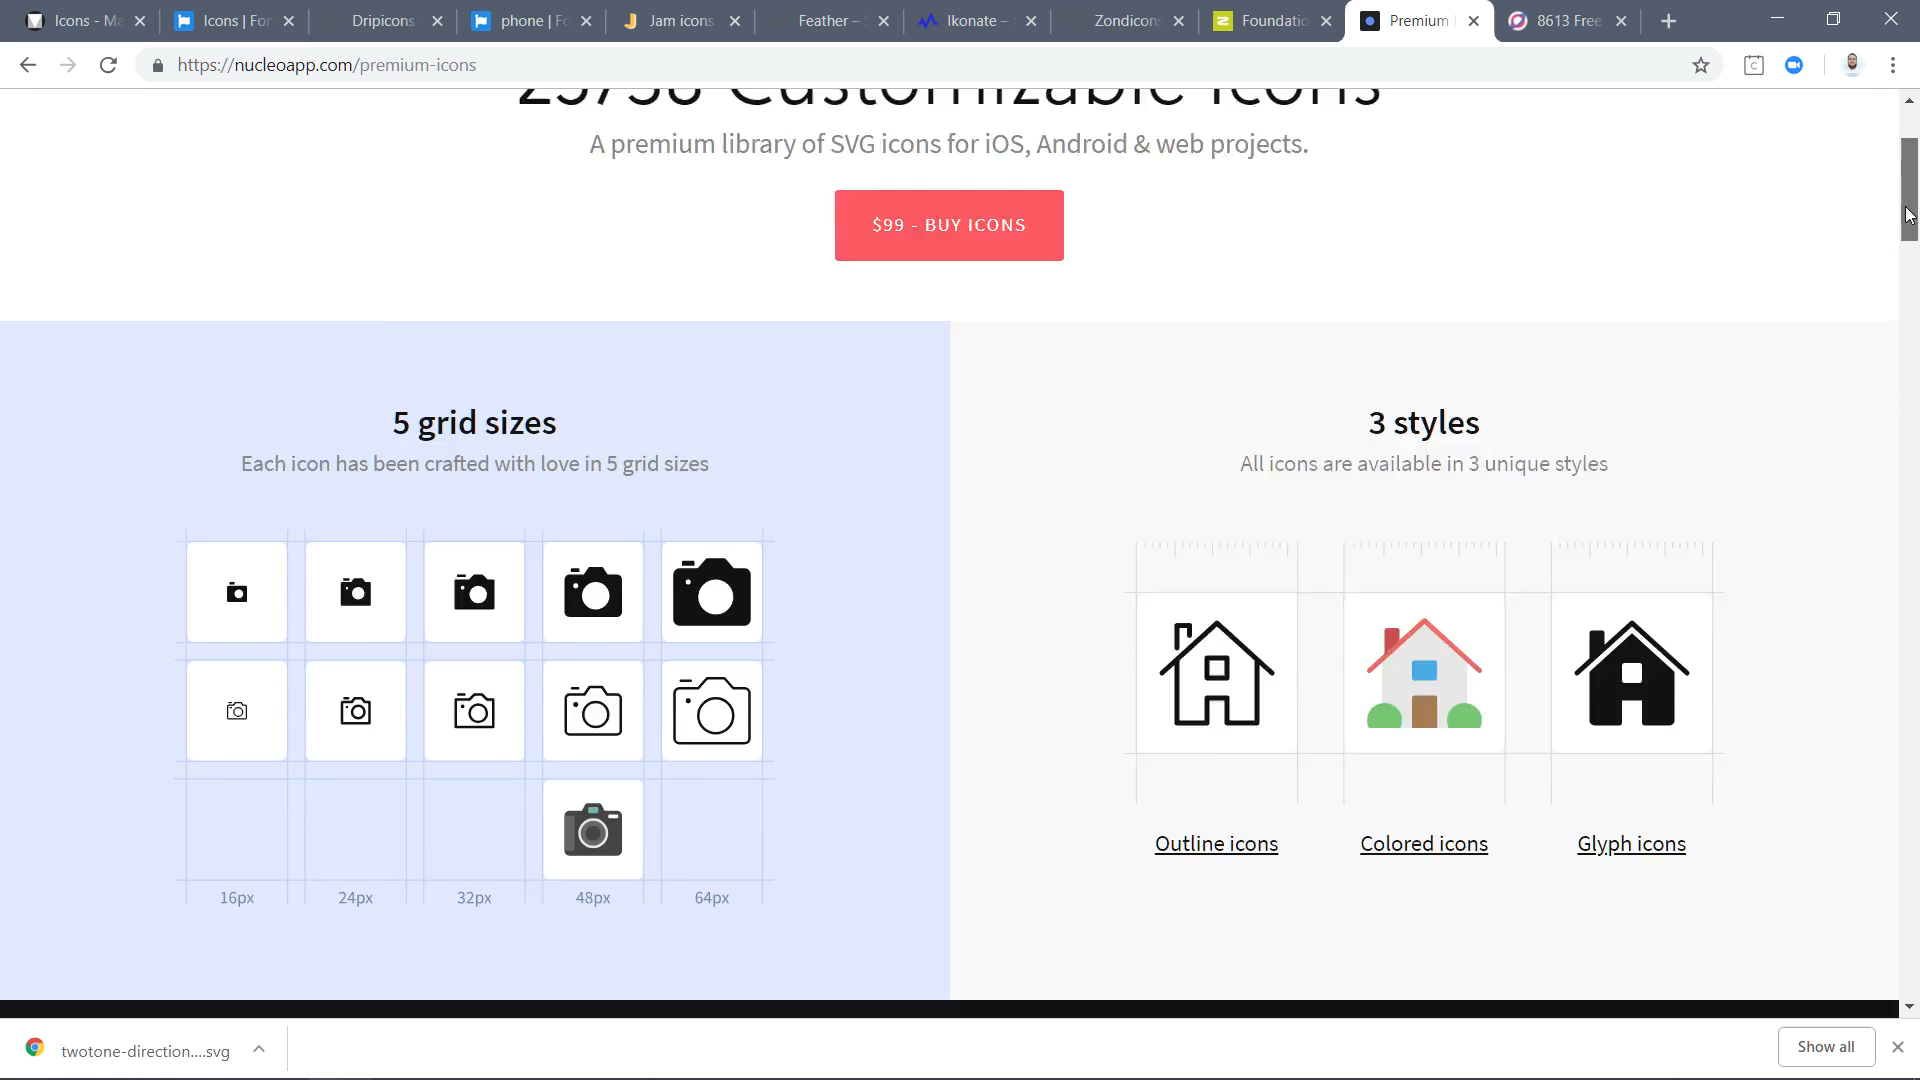 Icons - Ma
Icons | Fon
Dripicons
phone | Fo
Jam icons
Feather –
Ikonate –
Zondicons
Foundatio
Premium
8613 Free
https://nucleoapp.com/premium-icons
Customizable Icons
A premium library of SVG icons for iOS, Android & web projects.
$99 - BUY ICONS
5 grid sizes
Each icon has been crafted with love in 5 grid sizes
16px 24px 32px 48px 64px
3 styles
All icons are available in 3 unique styles
Outline icons Colored icons Glyph icons
twotone-direction....svg
Show all